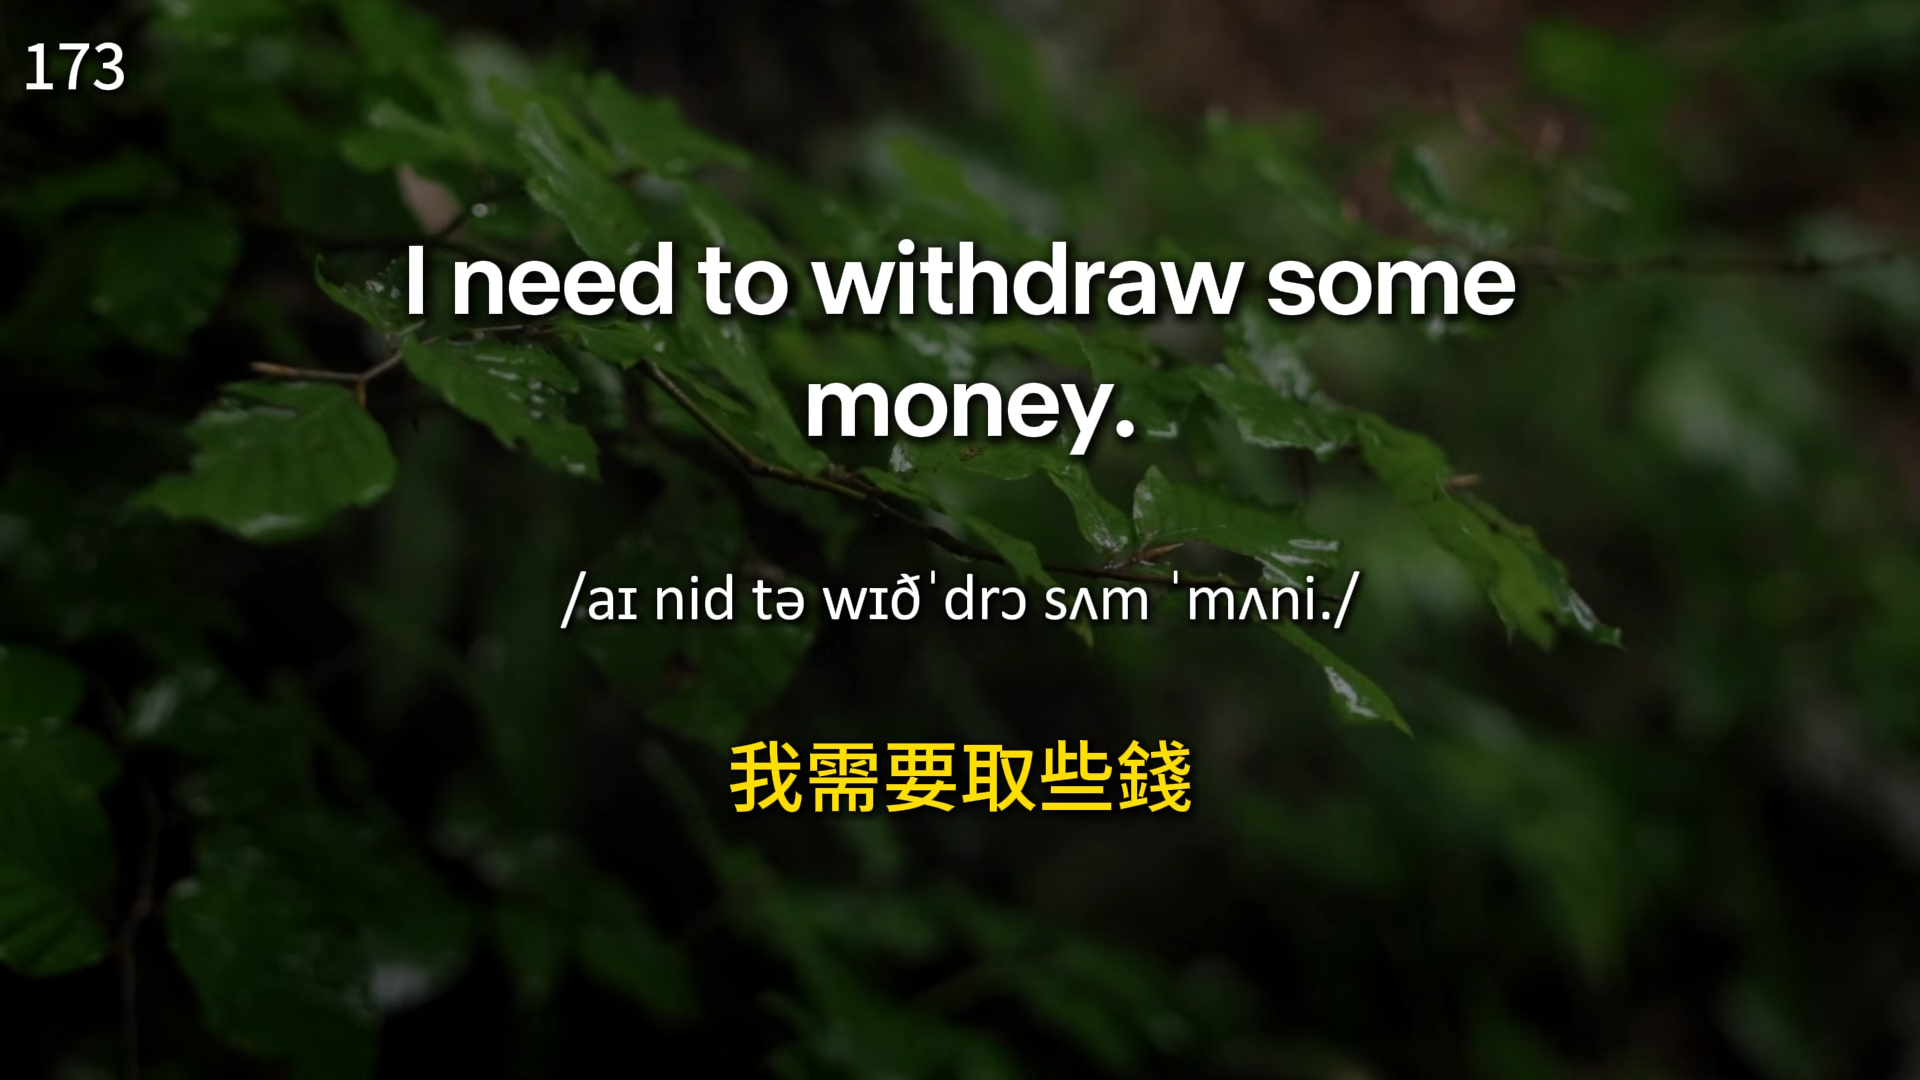 173
I need to withdraw some
money.
/aɪ nid tə wɪðˈdrɔ sʌm ˈmʌni./
我需要取些錢